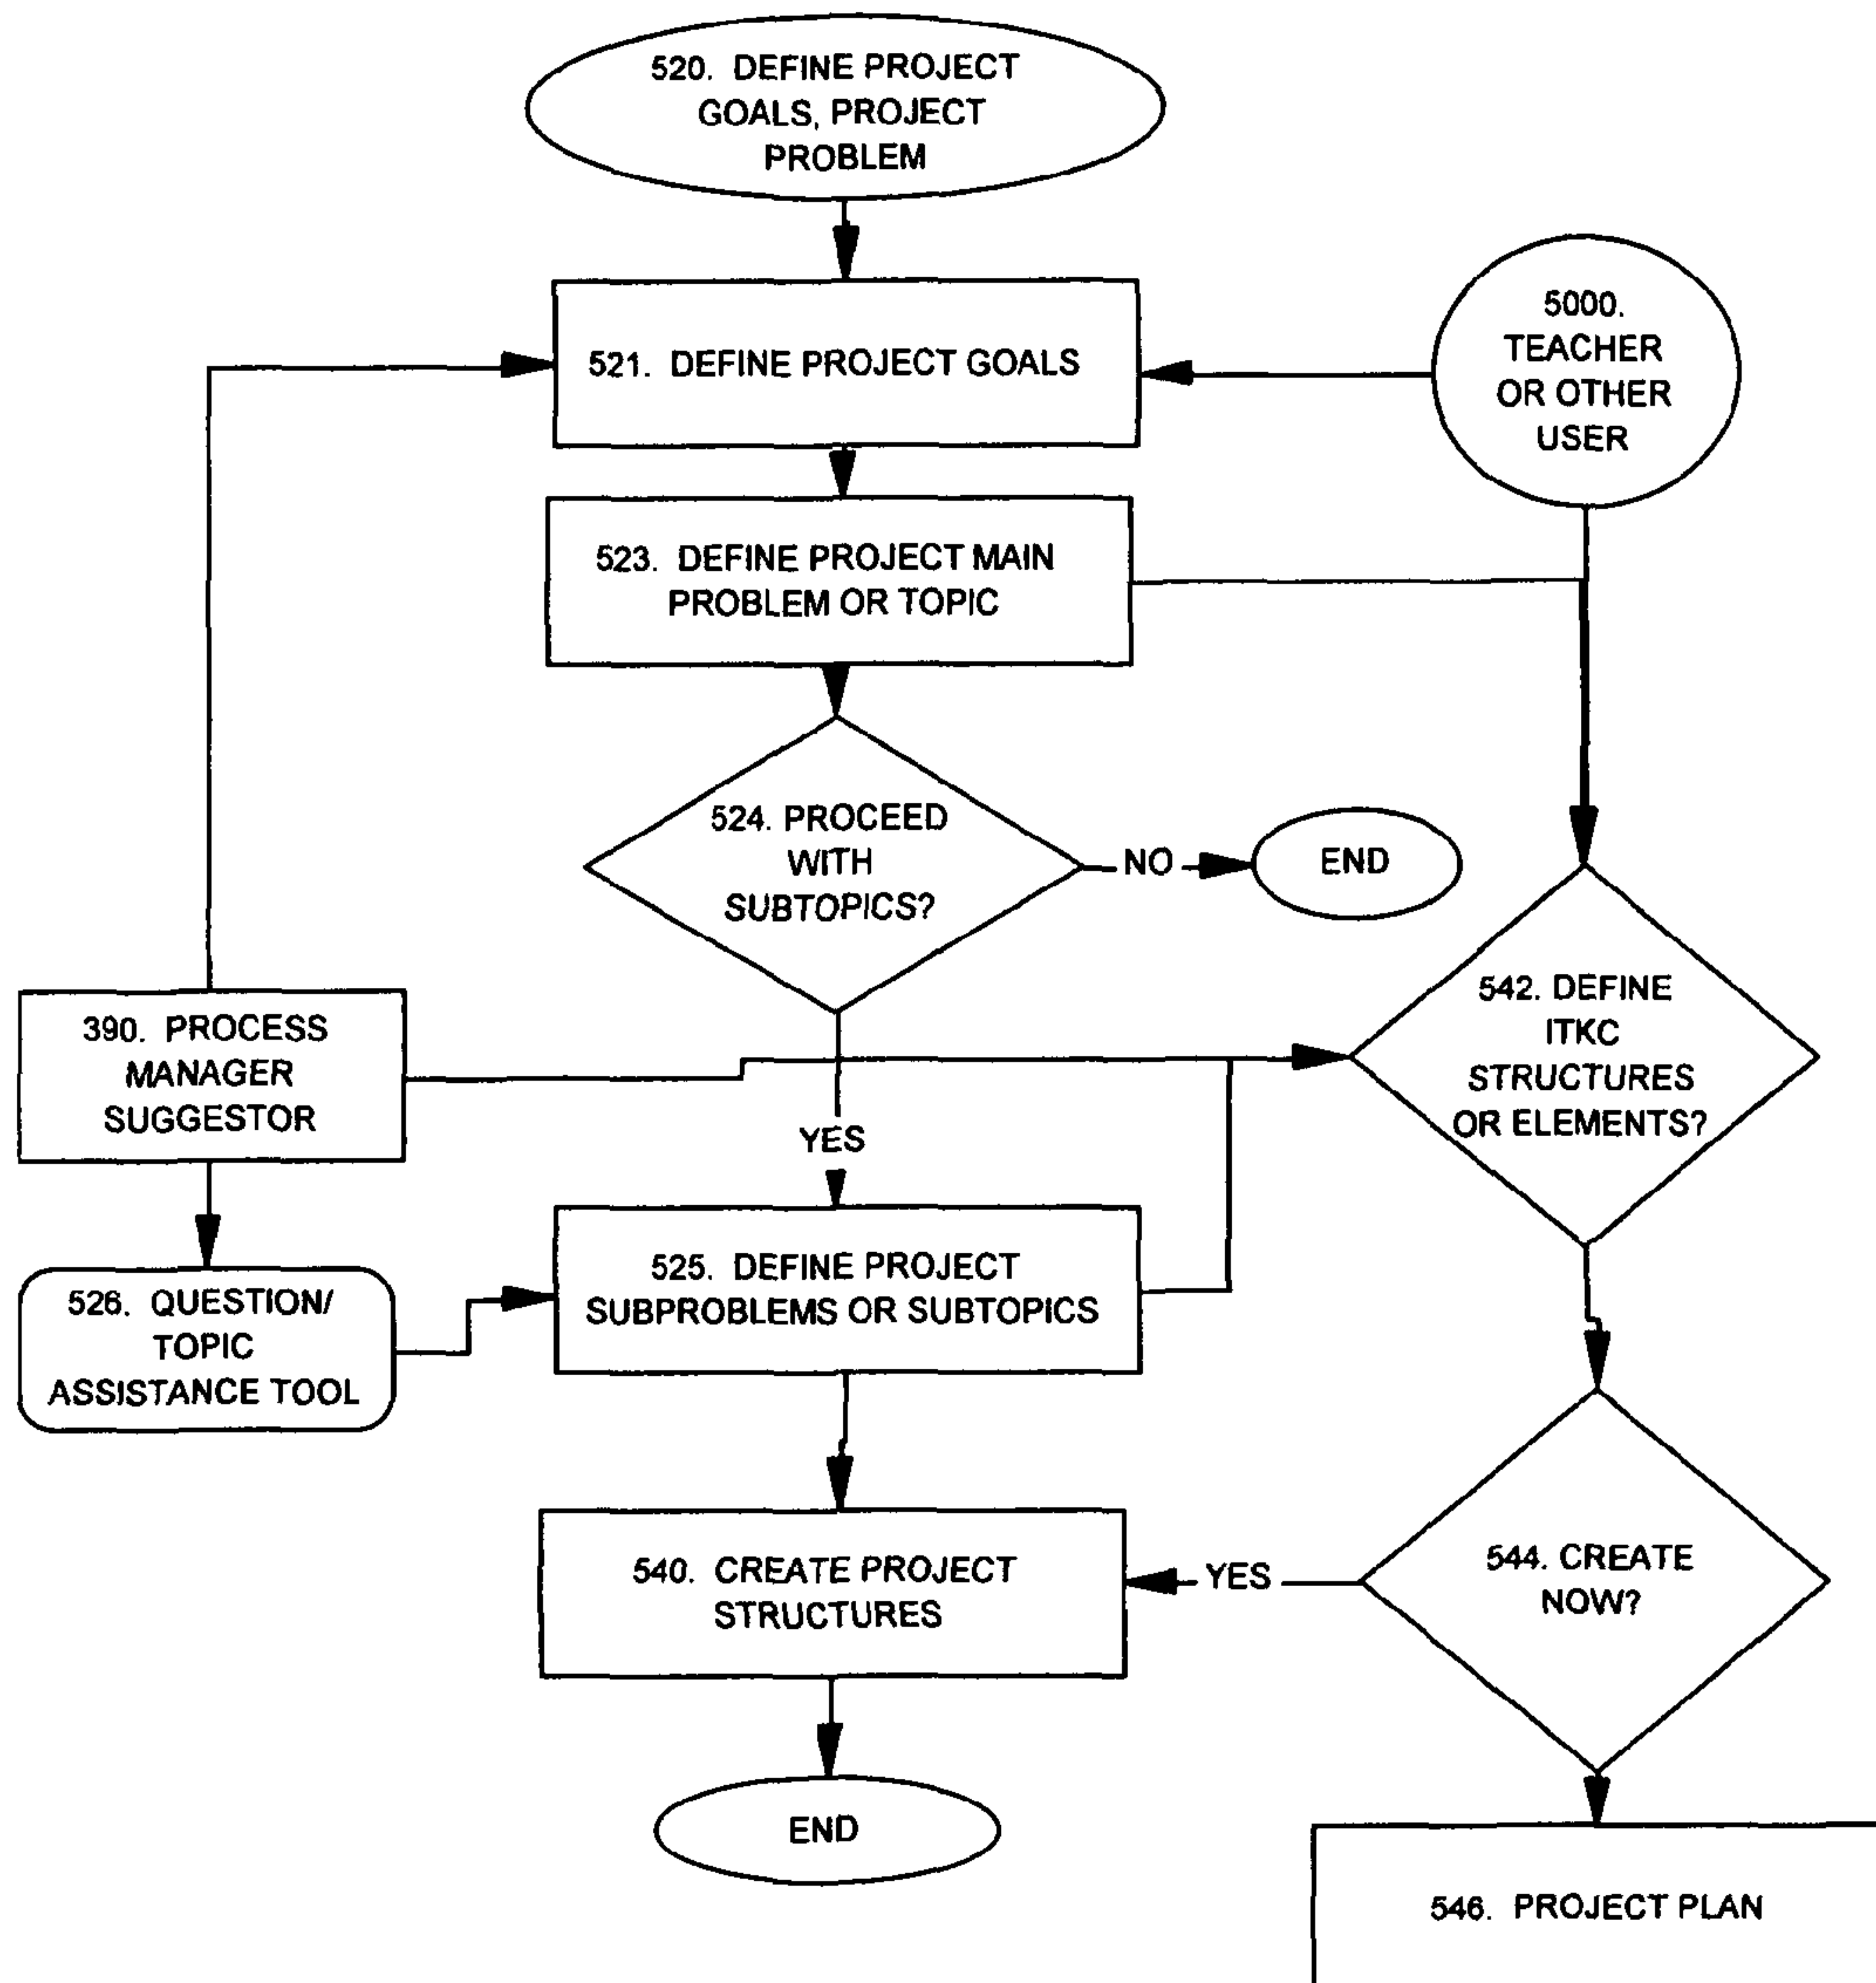 520. DEFINE PROJECT
GOALS, PROJECT
PROBLEM
5000.
TEACHER
OR OTHER
USER
521. DEFINE PROJECT GOALS
523. DEFINE PROJECT MAIN
PROBLEM OR TOPIC
524. PROCEED
WITH
SUBTOPICS?
NO
END
542. DEFINE
ITKC
STRUCTURES
OR ELEMENTS?
390. PROCESS
MANAGER
SUGGESTOR
YES
525. DEFINE PROJECT
SUBPROBLEMS OR SUBTOPICS
526. QUESTION/
TOPIC
ASSISTANCE TOOL
540. CREATE PROJECT
STRUCTURES
YES
544. CREATE
NOW?
END
546. PROJECT PLAN